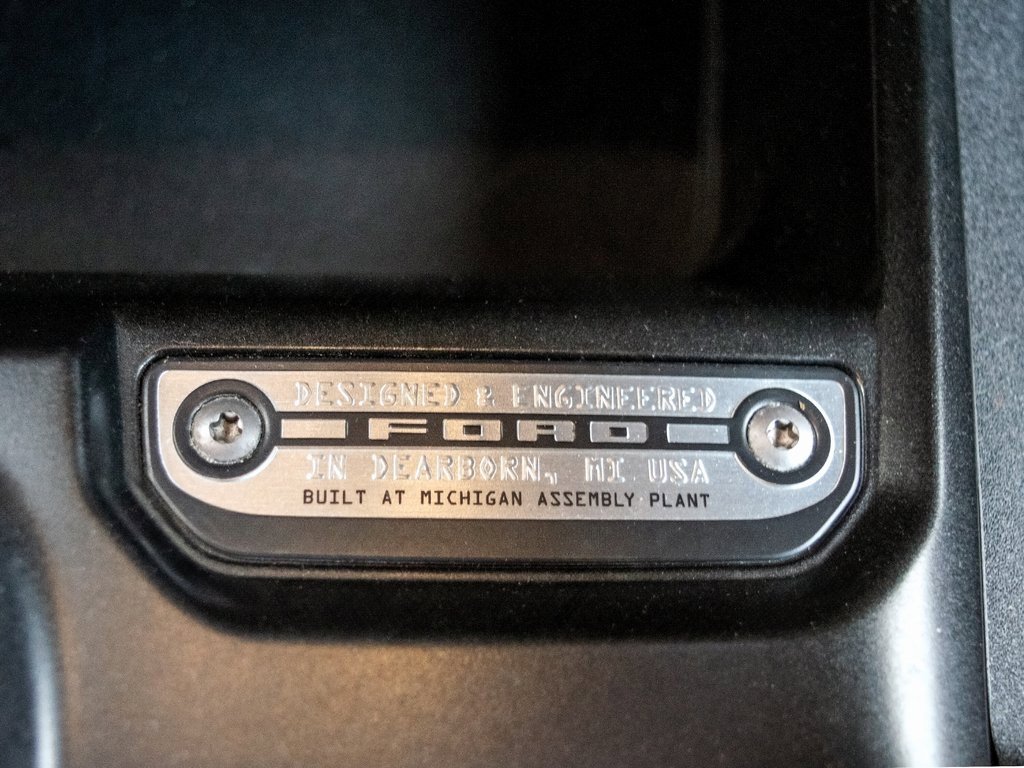 DESIGNED & ENGINEERED
FORD
IN DEARBORN, MI USA
BUILT AT MICHIGAN ASSEMBLY PLANT